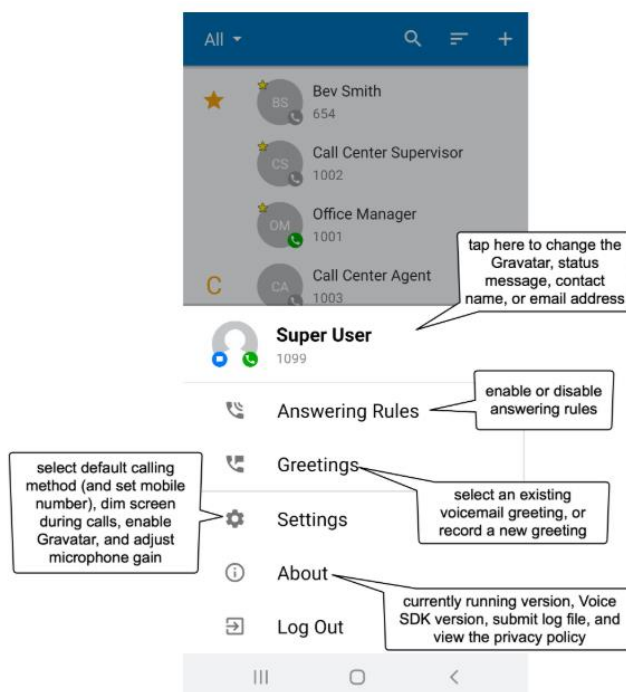 All
BS
Bev Smith
654
CS
Call Center Supervisor
1002
OM
Office Manager
1001
C
CA
Call Center Agent
1003
tap here to change the
Gravatar, status
message, contact
name, or email address
Super User
1099
Answering Rules
enable or disable
answering rules
Greetings
select an existing
voicemail greeting, or
record a new greeting
select default calling
method (and set mobile
number), dim screen
during calls, enable
Gravatar, and adjust
microphone gain
Settings
About
currently running version, Voice
SDK version, submit log file, and
view the privacy policy
Log Out